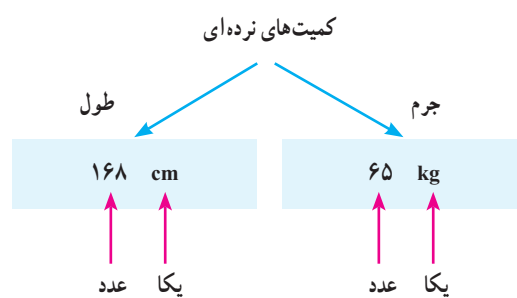 کمیت‌های نرده‌ای
جرم
طول
۶۵ kg
۱۶۸ cm
یکا
عدد
یکا
عدد